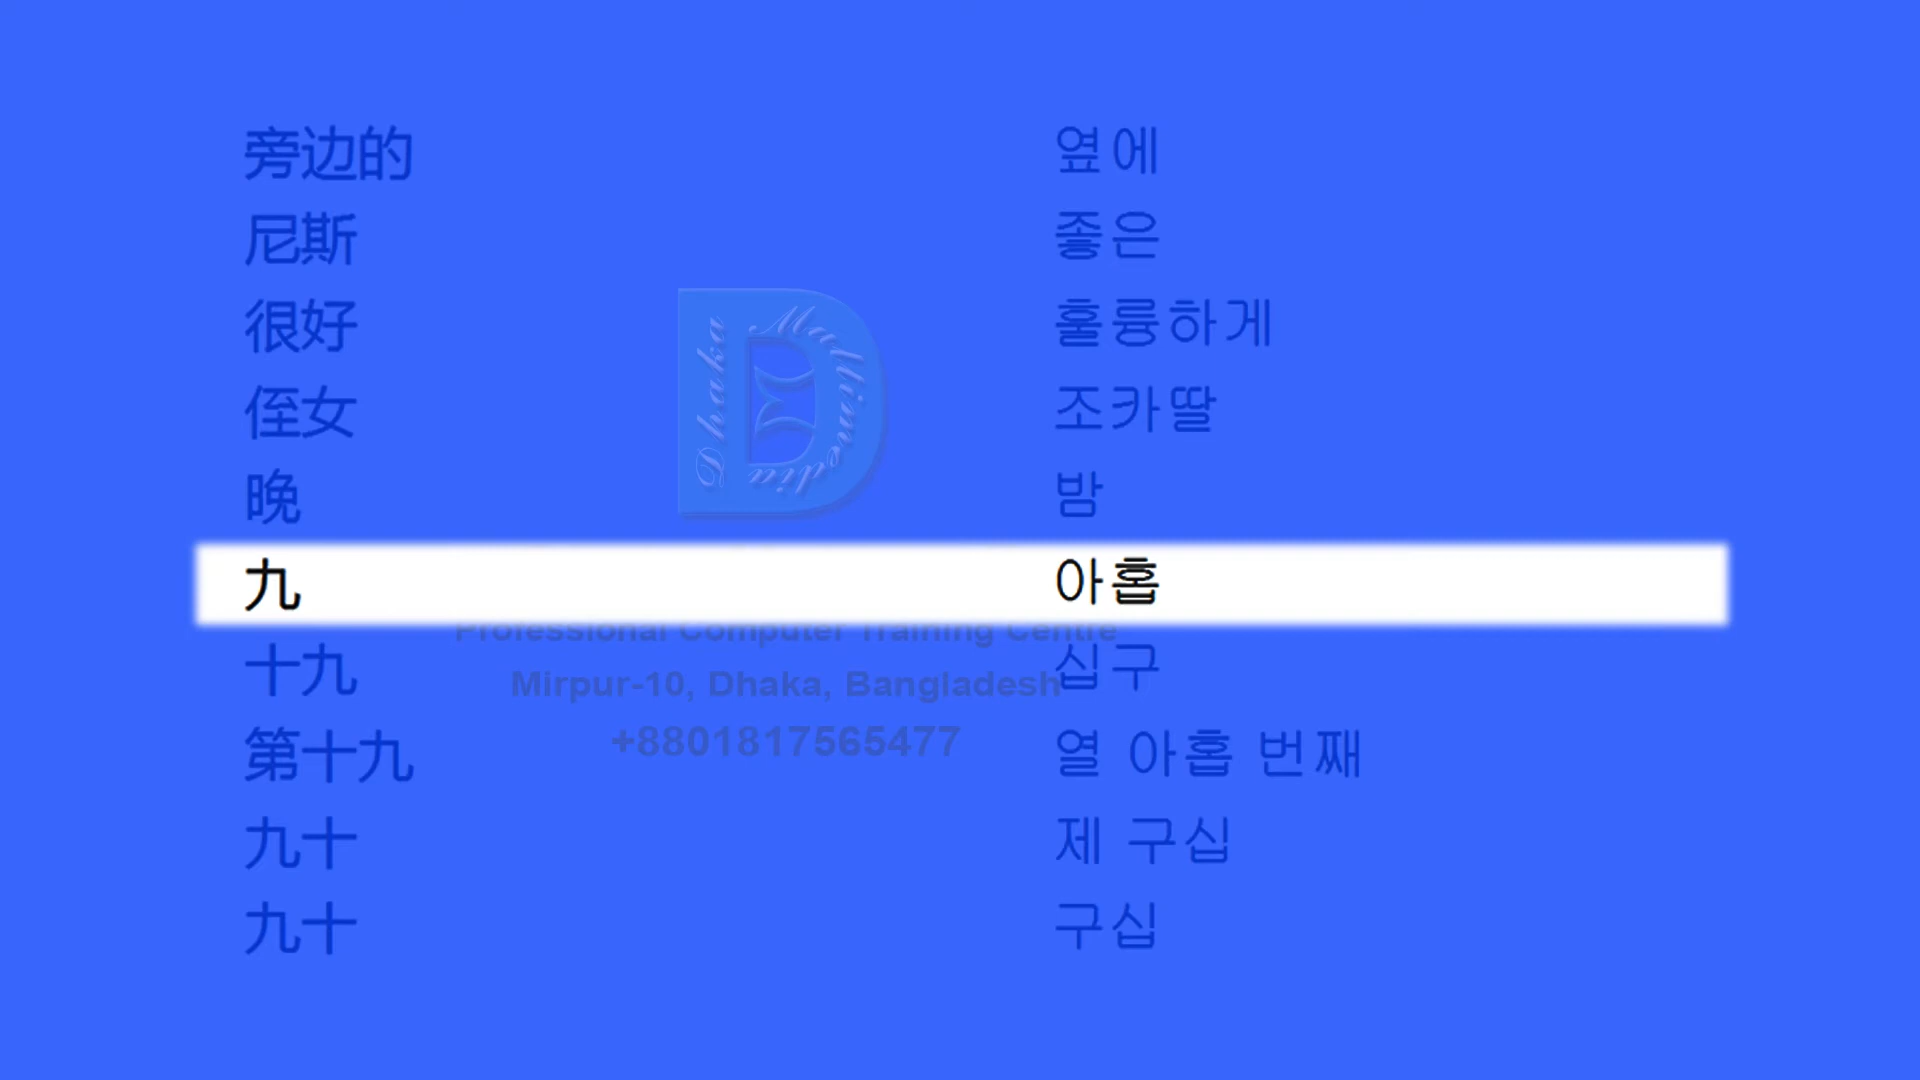 旁边的 옆에
尼斯 좋은
很好 훌륭하게
侄女 조카딸
晚 밤
Dhaka Multimedia
九 아홉
Professional Computer Training Centre
十九 십구
Mirpur-10, Dhaka, Bangladesh
第十九 열 아홉 번째
+8801817565477
九十 제 구십
九十 구십